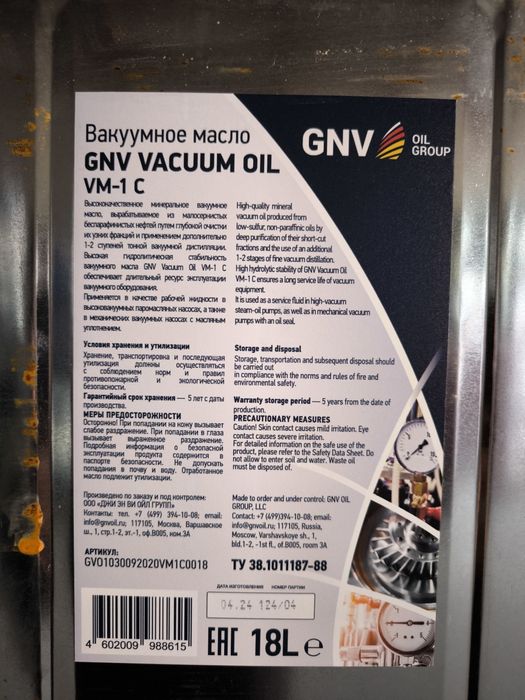 GNV
OIL
GROUP
Вакуумное масло
GNV VACUUM OIL
VM-1 C
Высококачественное минеральное вакуумное
масло, вырабатываемое из малосернистых
беспарафинистых нефтей путем глубокой очистки
их узких фракций и применением дополнительно
1-2 ступеней тонкой вакуумной дистилляции.
Высокая гидролитическая стабильность
вакуумного масла GNV Vacuum Oil VM-1 C
обеспечивает длительный ресурс эксплуатации
вакуумного оборудования.
Применяется в качестве рабочей жидкости в
высоковакуумных паромасляных насосах, а также
в механических вакуумных насосах с масляным
уплотнением.
High-quality mineral
vacuum oil produced from
low-sulfur, non-paraffinic oils by
deep purification of their short-cut
fractions and the use of an additional
1-2 stages of fine vacuum distillation.
High hydrolytic stability of GNV Vacuum Oil
VM-1 C ensures a long service life of vacuum
equipment.
It is used as a service fluid in high-vacuum
steam-oil pumps, as well as in mechanical vacuum
pumps with an oil seal.
Условия хранения и утилизации
Хранение, транспортировка и последующая
утилизация должны осуществляться
с соблюдением норм и правил
противопожарной и экологической
безопасности.
Гарантийный срок хранения — 5 лет с даты
производства.
МЕРЫ ПРЕДОСТОРОЖНОСТИ
Осторожно! При попадании на кожу вызывает
слабое раздражение. При попадании в глаза
вызывает выраженное раздражение.
Подробная информация о безопасной
эксплуатации продукта содержится в
паспорте безопасности. Не допускать
попадания в почву и воду. Отработанное
масло подлежит утилизации.
Storage and disposal
Storage, transportation and subsequent disposal should
be carried out
in compliance with the norms and rules of fire and
environmental safety.
Warranty storage period — 5 years from the date of
production.
PRECAUTIONARY MEASURES
Caution! Skin contact causes mild irritation. Eye
contact causes severe irritation.
For detailed information on the safe use of the
product, please refer to the Safety Data Sheet. Do
not allow to enter soil and water. Waste oil
must be disposed of.
Произведено по заказу и под контролем:
ООО «ДЖИ ЭН ВИ ОЙЛ ГРУПП»
Контакты: тел. +7 (499) 394-10-08; email:
info@gnvoil.ru; 117105, Москва, Варшавское
ш., 1, стр.1-2, эт.-1, оф.В005, ком.3А
Made to order and under control: GNV OIL
GROUP, LLC
Contact: +7 (499)394-10-08; email:
info@gnvoil.ru; 117105, Russia,
Moscow, Varshavskoye sh., 1,
bld.1-2, -1st fl., of.B005, room 3A
АРТИКУЛ:
GVO1030092020VM1C0018
ТУ 38.1011187-88
ДАТА ИЗГОТОВЛЕНИЯ НОМЕР ПАРТИИ
04.24 124/04
4 602009 988615
EAC 18L ℮